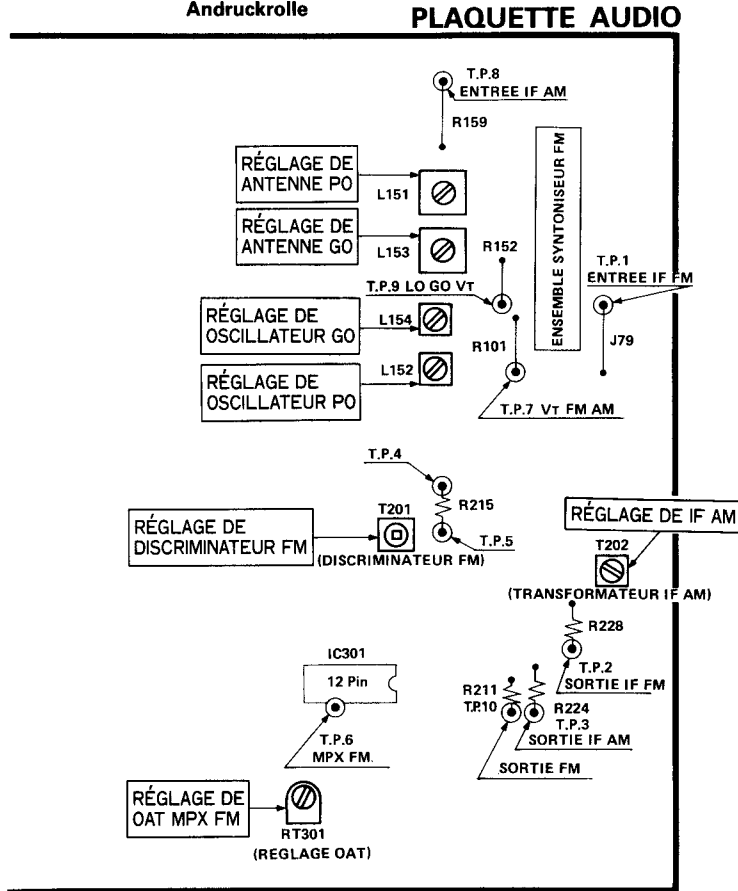 Andruckrolle
PLAQUETTE AUDIO
T.P.8
ENTREE IF AM
R159
RÉGLAGE DE
ANTENNE PO
L151
RÉGLAGE DE
ANTENNE GO
L153
R152
ENSEMBLE SYNTONISEUR FM
T.P.1
ENTREE IF FM
T.P.9 LO GO VT
RÉGLAGE DE
OSCILLATEUR GO
L154
R101
J79
RÉGLAGE DE
OSCILLATEUR PO
L152
T.P.7 VT FM AM
T.P.4
R215
T201
RÉGLAGE DE
DISCRIMINATEUR FM
(DISCRIMINATEUR FM)
T.P.5
RÉGLAGE DE IF AM
T202
(TRANSFORMATEUR IF AM)
R228
T.P.2
SORTIE IF FM
IC301
12 Pin
T.P.6
MPX FM.
R211
T.P.10
R224
T.P.3
SORTIE IF AM
SORTIE FM
RÉGLAGE DE
OAT MPX FM
RT301
(REGLAGE OAT)